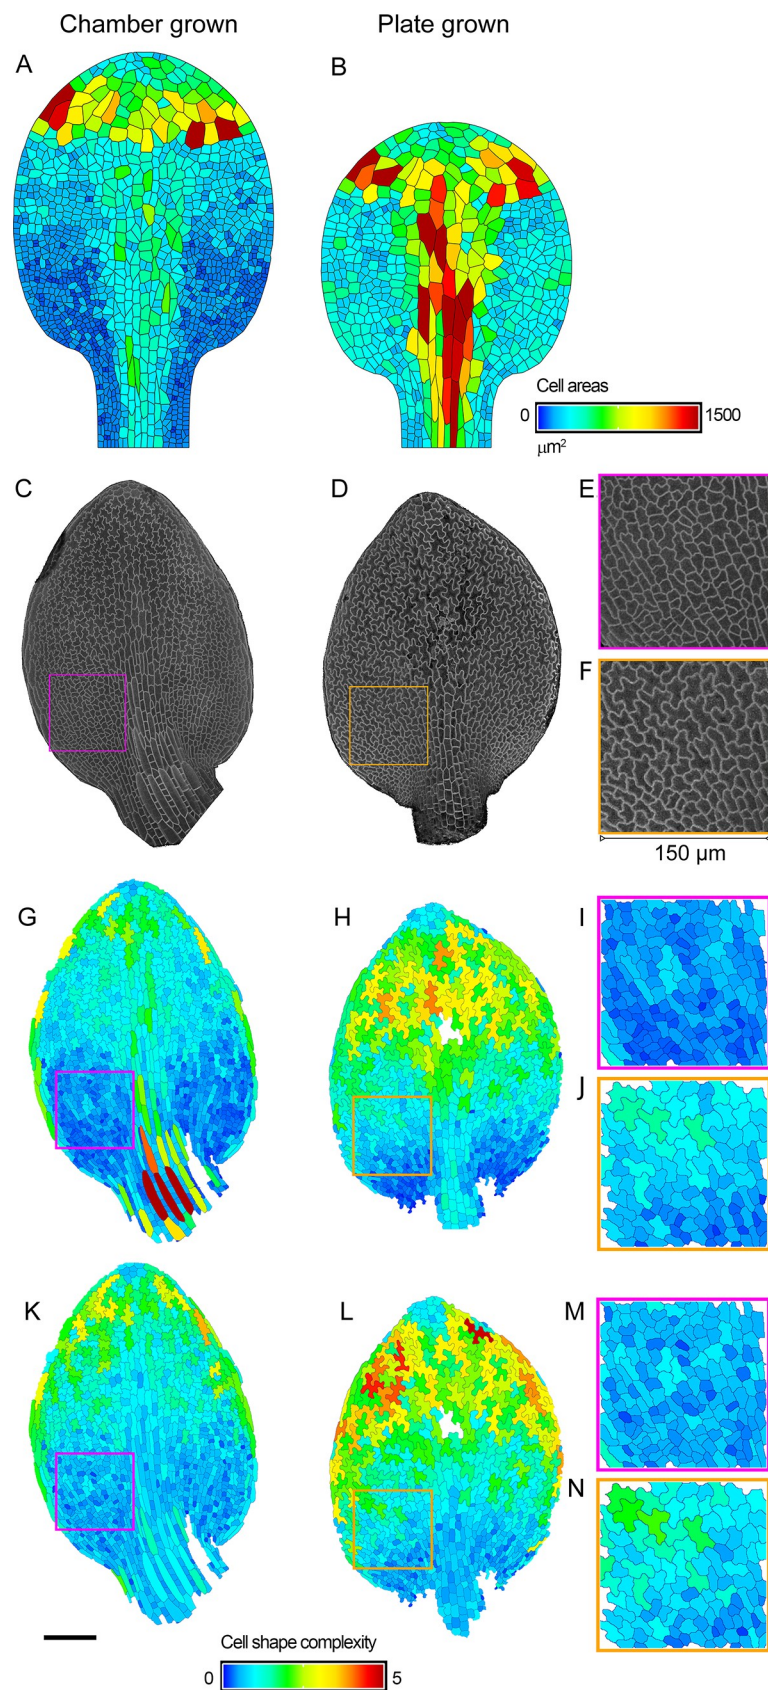 Chamber grown
Plate grown
A
B
Cell areas
0
1500
μm²
C
D
E
F
150 μm
G
H
I
J
K
L
M
N
Cell shape complexity
0
5